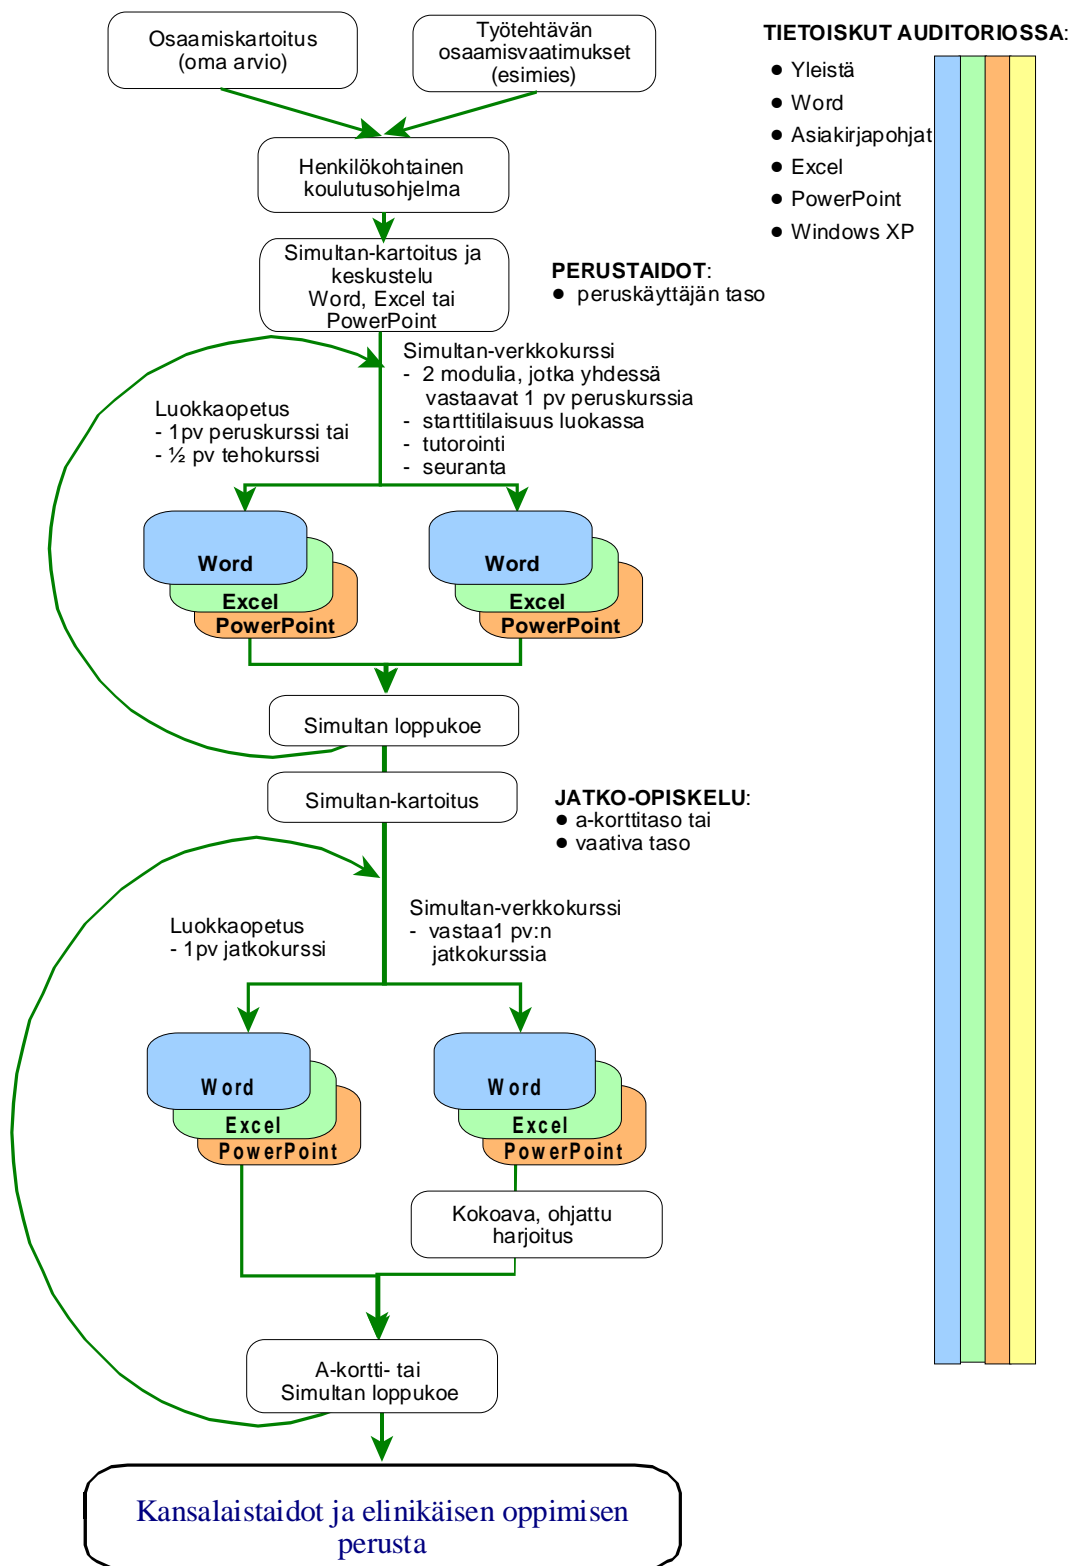 Osaamiskartoitus
(oma arvio)
Työtehtävän
osaamisvaatimukset
(esimies)
TIETOISKUT AUDITORIOSSA:
● Yleistä
● Word
● Asiakirjapohjat
● Excel
● PowerPoint
● Windows XP
Henkilökohtainen
koulutusohjelma
Simultan-kartoitus ja
keskustelu
Word, Excel tai
PowerPoint
PERUSTAIDOT:
● peruskäyttäjän taso
Luokkaopetus
- 1pv peruskurssi tai
- ½ pv tehokurssi
Simultan-verkkokurssi
- 2 modulia, jotka yhdessä
vastaavat 1 pv peruskurssia
- starttitilaisuus luokassa
- tutorointi
- seuranta
Word
Excel
PowerPoint
Word
Excel
PowerPoint
Simultan loppukoe
Simultan-kartoitus
JATKO-OPISKELU:
● a-korttitaso tai
● vaativa taso
Luokkaopetus
- 1pv jatkokurssi
Simultan-verkkokurssi
- vastaa1 pv:n
jatkokurssia
Word
Excel
PowerPoint
Word
Excel
PowerPoint
Kokoava, ohjattu
harjoitus
A-kortti- tai
Simultan loppukoe
Kansalaistaidot ja elinikäisen oppimisen
perusta